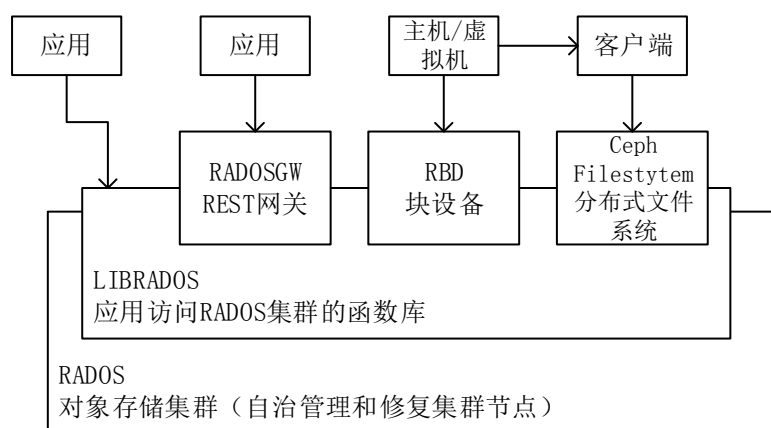 应用
应用
主机/虚
拟机
客户端
RADOSGW
REST网关
RBD
块设备
Ceph
Filestytem
分布式文件
系统
LIBRADOS
应用访问RADOS集群的函数库
RADOS
对象存储集群（自治管理和修复集群节点）